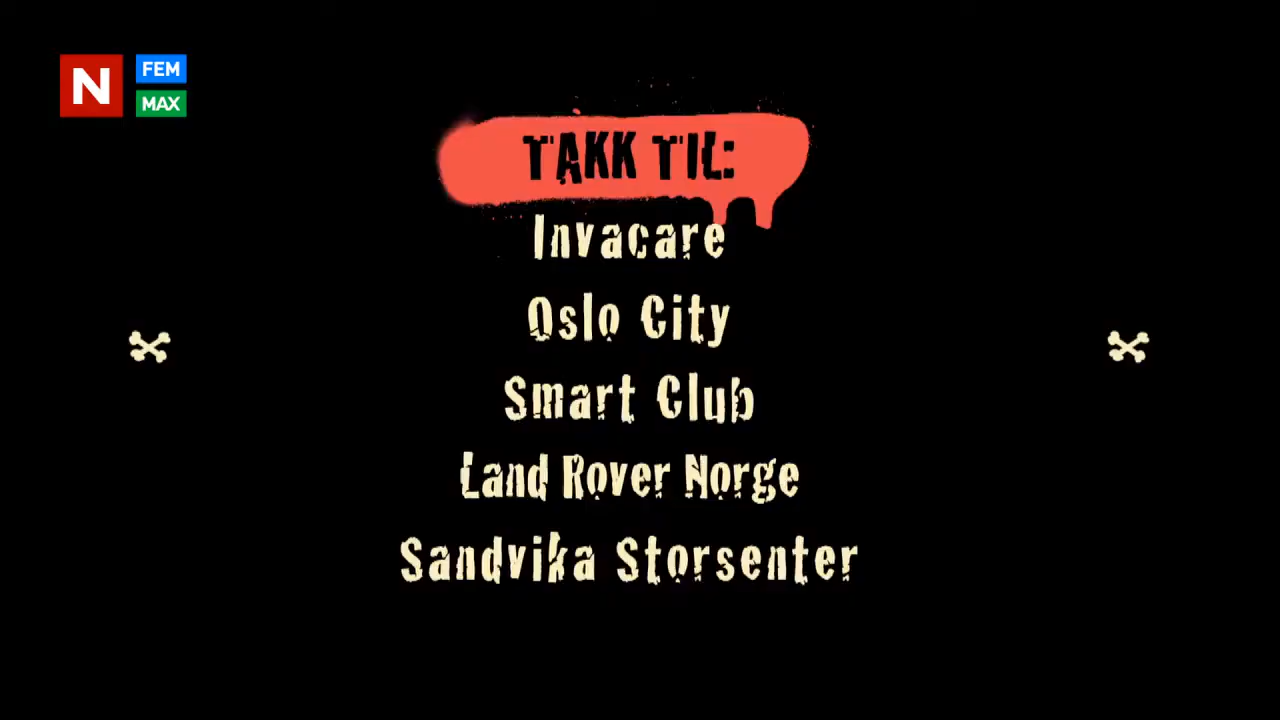 N
FEM
MAX
TAKK TIL:
Invacare
Oslo City
Smart Club
Land Rover Norge
Sandvika Storsenter